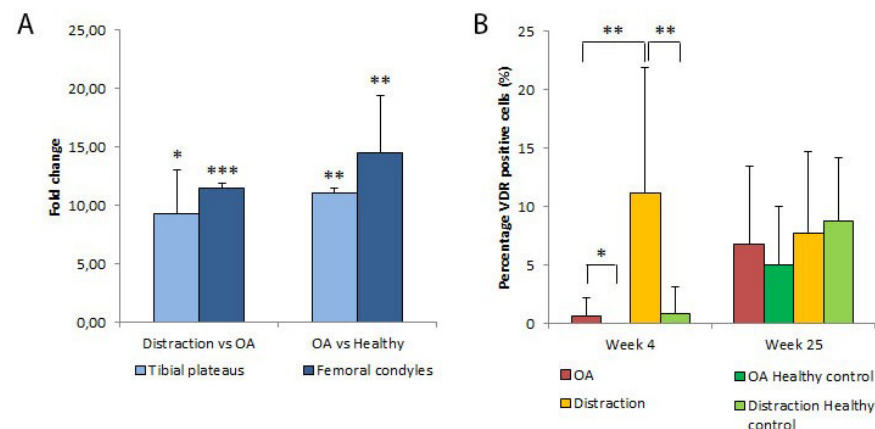 A
Fold change
25,00
20,00
15,00
10,00
5,00
0,00
*
***
**
**
Distraction vs OA
OA vs Healthy
Tibial plateaus
Femoral condyles
B
Percentage VDR positive cells (%)
25
20
15
10
5
0
**
**
*
Week 4
Week 25
OA
OA Healthy control
Distraction
Distraction Healthy
control